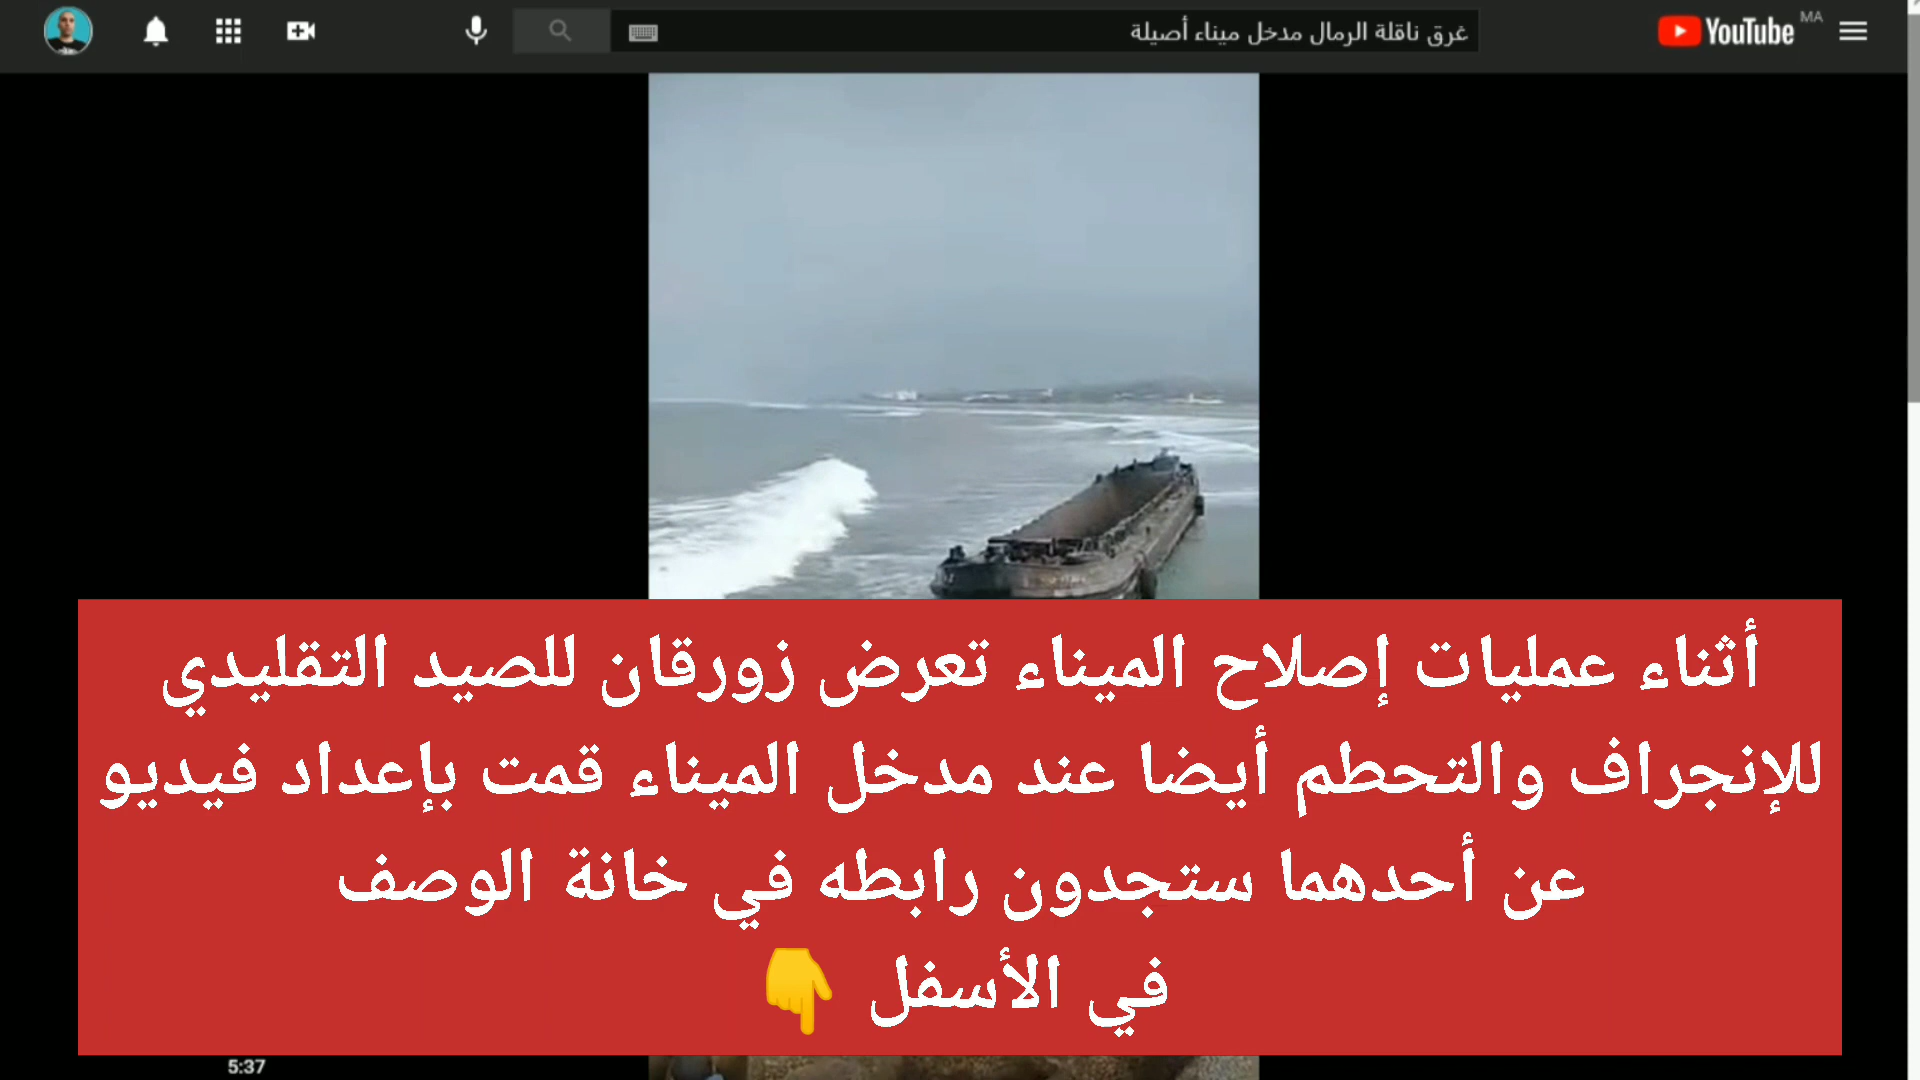 YouTube MA
غرق ناقلة الرمال مدخل ميناء أصيلة
أثناء عمليات إصلاح الميناء تعرض زورقان للصيد التقليدي
للإنجراف والتحطم أيضا عند مدخل الميناء قمت بإعداد فيديو
عن أحدهما ستجدون رابطه في خانة الوصف
في الأسفل 👇
5:37